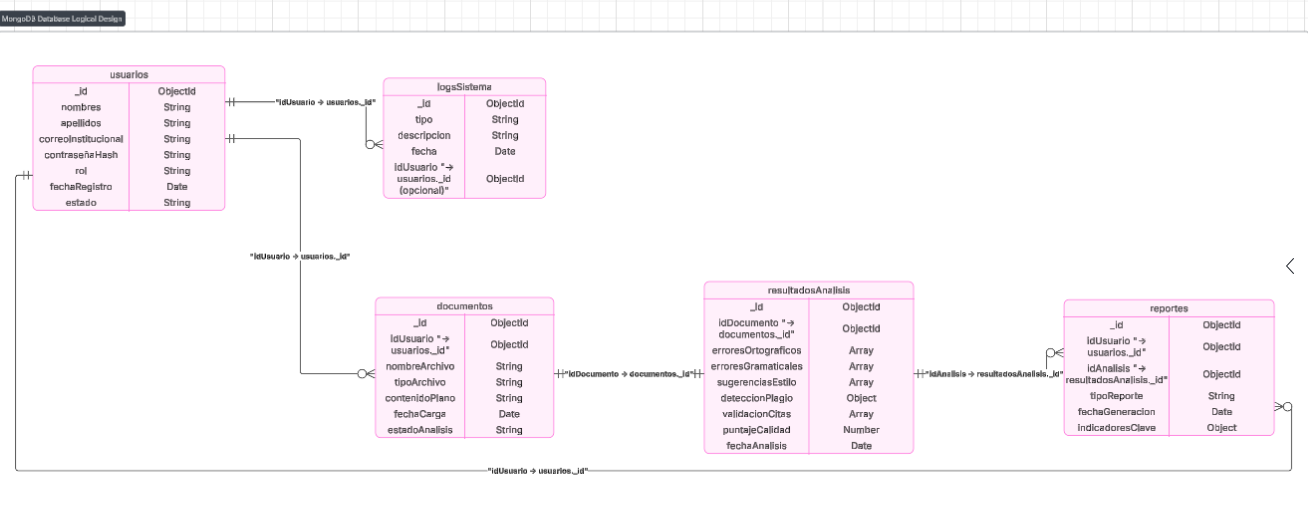 MongoDB Database Logical Design
usuarios
_id ObjectId
nombres String
apellidos String
correoInstitucional String
contraseñaHash String
rol String
fechaRegistro Date
estado String
"idUsuario → usuarios._id"
logsSistema
_id ObjectId
tipo String
descripcion String
fecha Date
idUsuario "→
usuarios._id ObjectId
(opcional)"
"idUsuario → usuarios._id"
documentos
_id ObjectId
idUsuario "→
usuarios._id" ObjectId
nombreArchivo String
tipoArchivo String
contenidoPlano String
fechaCarga Date
estadoAnalisis String
"idDocumento → documentos._id"
resultadosAnalisis
_id ObjectId
idDocumento "→
documentos._id" ObjectId
erroresOrtograficos Array
erroresGramaticales Array
sugerenciasEstilo Array
deteccionPlagio Object
validacionCitas Array
puntajeCalidad Number
fechaAnalisis Date
"idAnalisis → resultadosAnalisis._id"
reportes
_id ObjectId
idUsuario "→
usuarios._id" ObjectId
idAnalisis "→
resultadosAnalisis._id" ObjectId
tipoReporte String
fechaGeneracion Date
indicadoresClave Object
"idUsuario → usuarios._id"